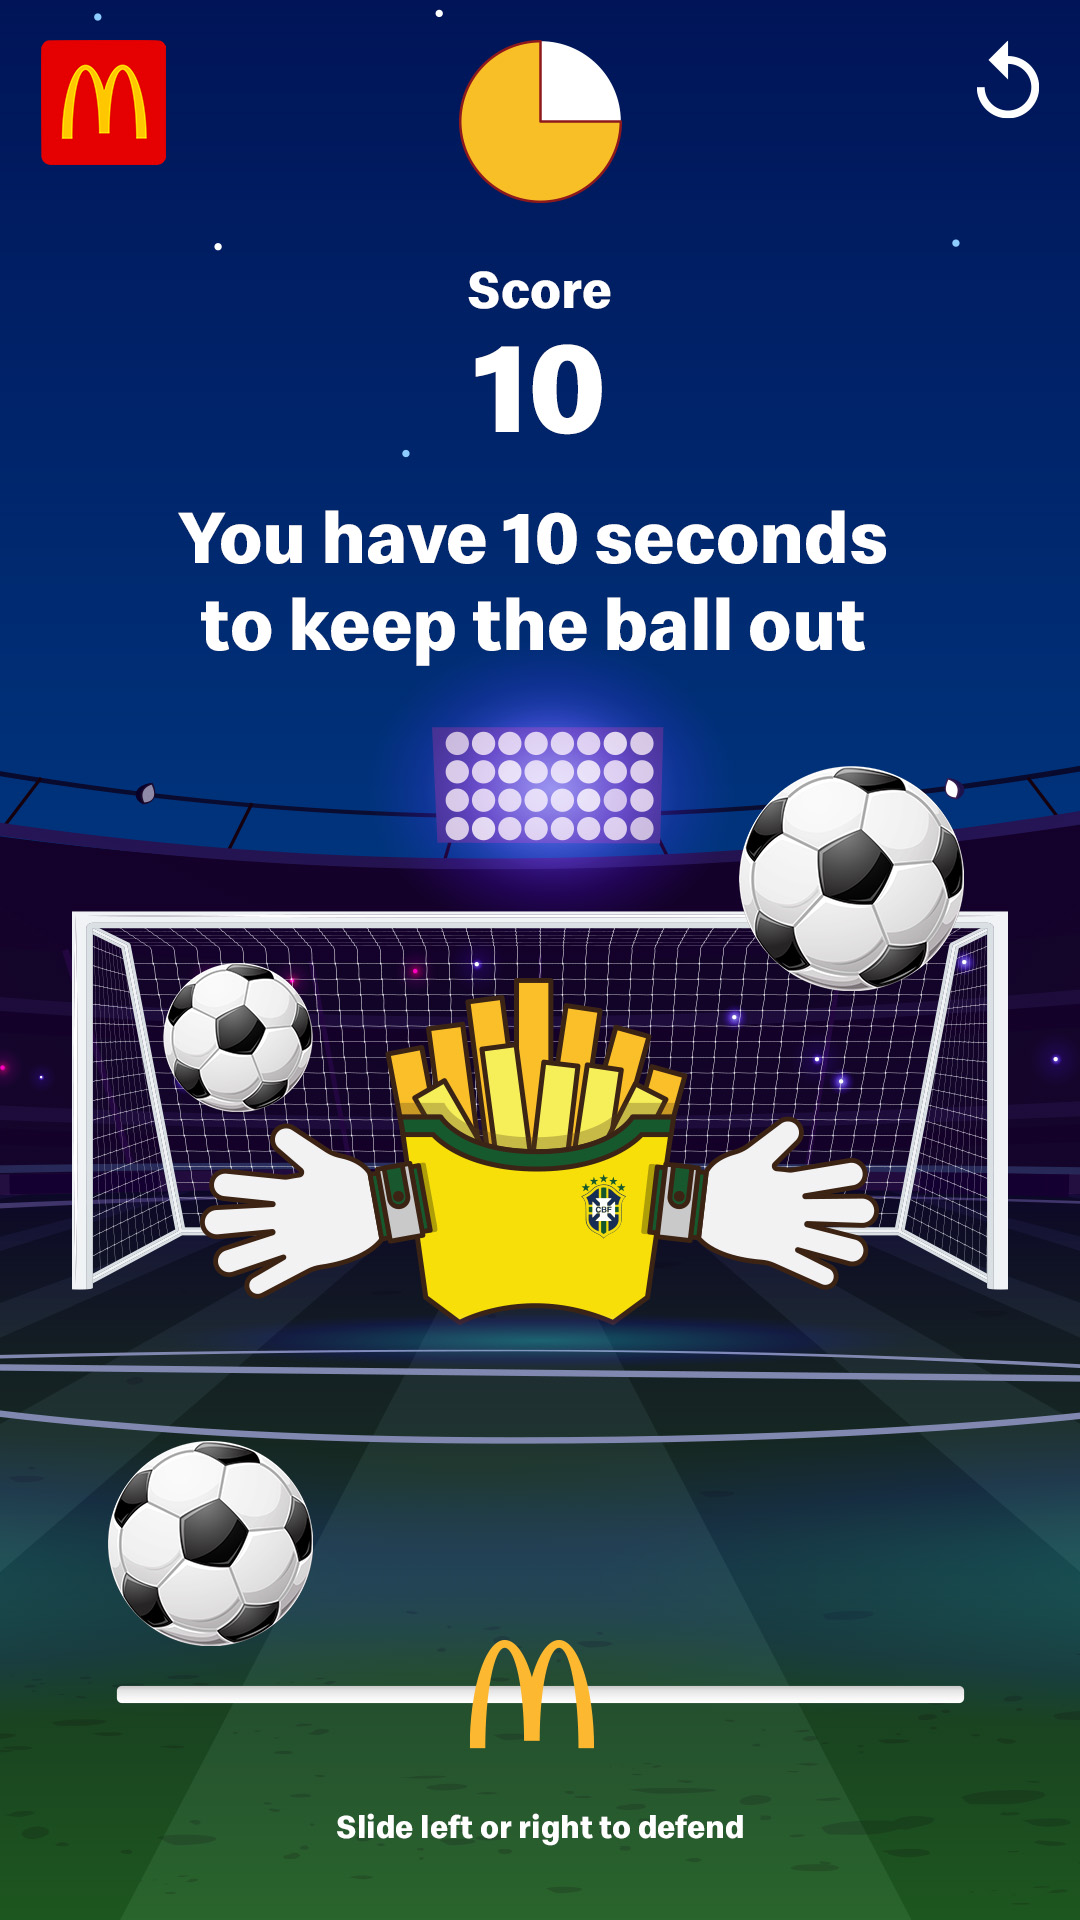 Score
10
You have 10 seconds
to keep the ball out
CBF
Slide left or right to defend